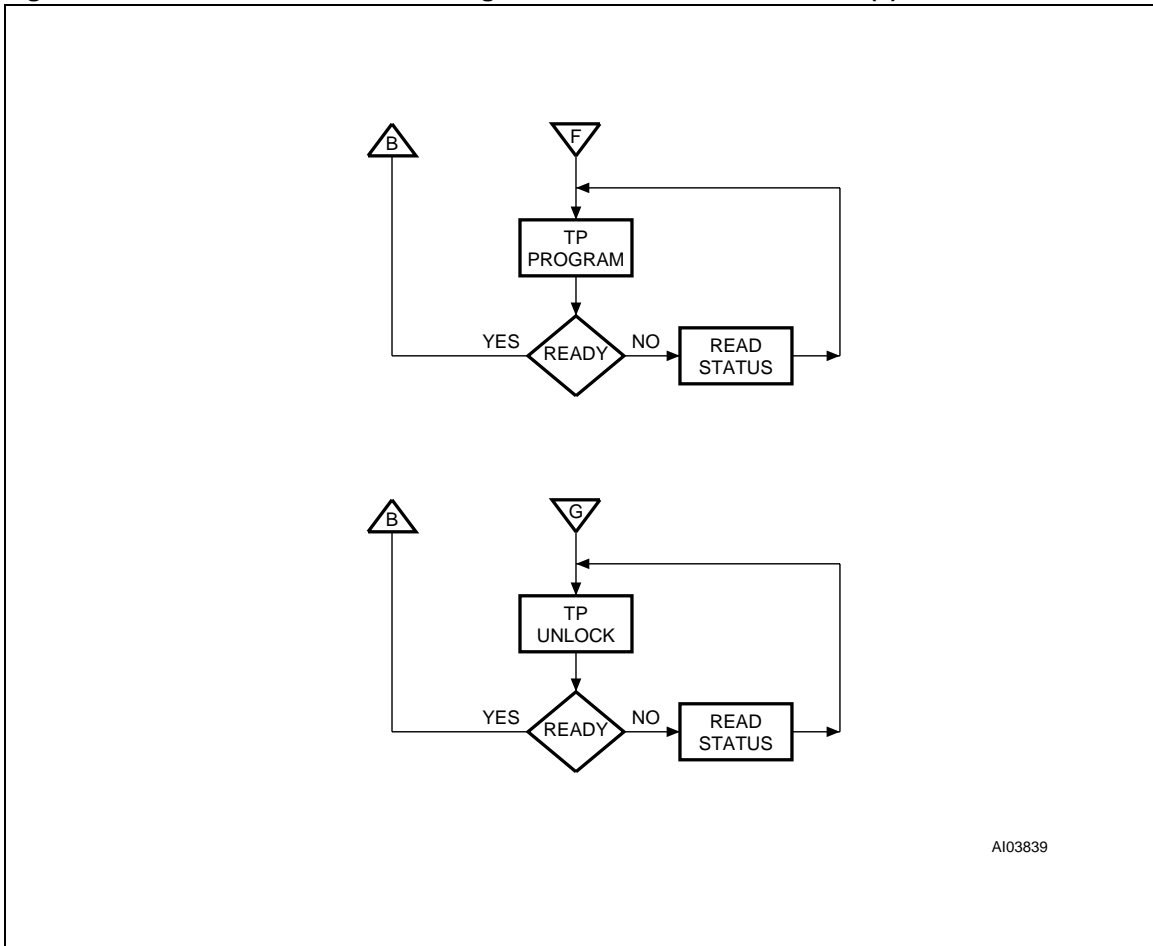 B
F
TP
PROGRAM
YES
READY
NO
READ
STATUS
B
G
TP
UNLOCK
YES
READY
NO
READ
STATUS
AI03839